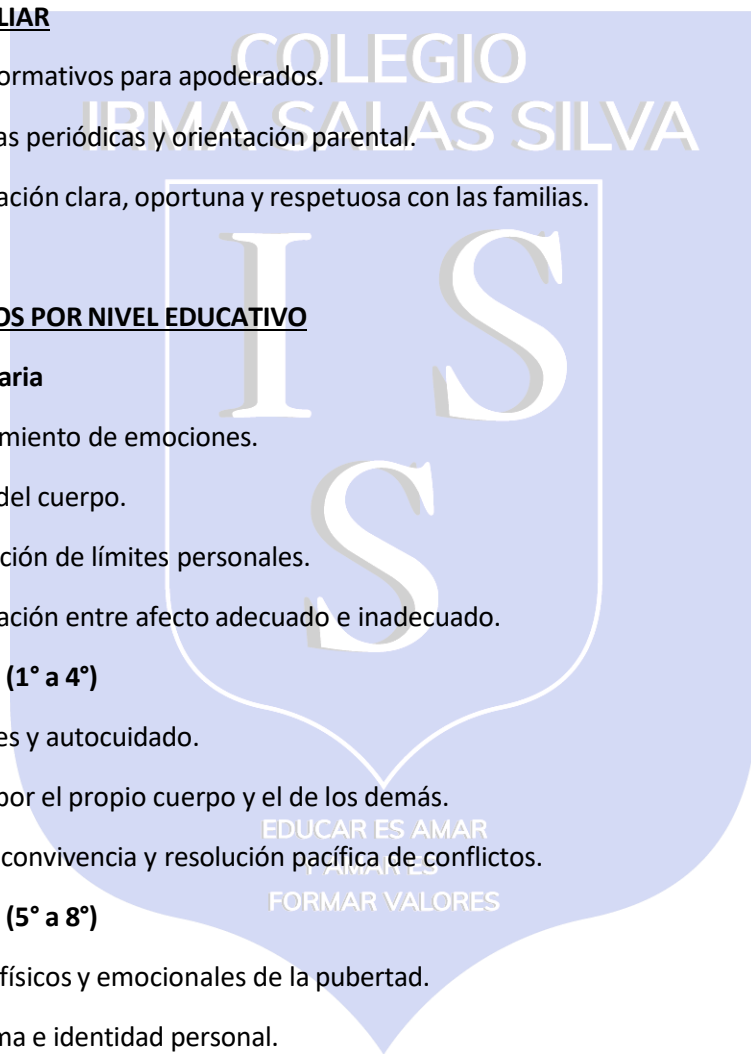 LIAR
COLEGIO
ormativos para apoderados.
IRMA SALAS SILVA
as periódicas y orientación parental.
ación clara, oportuna y respetuosa con las familias.
I S
S
OS POR NIVEL EDUCATIVO
aria
miento de emociones.
del cuerpo.
ción de límites personales.
ación entre afecto adecuado e inadecuado.
(1° a 4°)
es y autocuidado.
por el propio cuerpo y el de los demás.
EDUCAR ES AMAR
convivencia y resolución pacífica de conflictos.
Y AMAR ES
FORMAR VALORES
(5° a 8°)
físicos y emocionales de la pubertad.
ma e identidad personal.